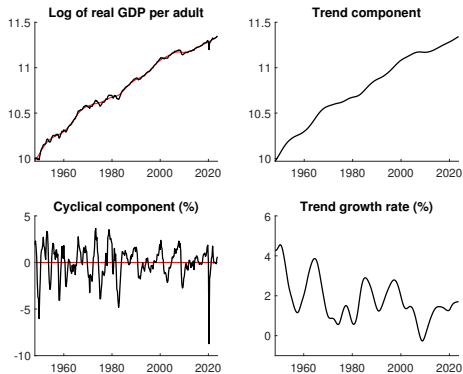 Log of real GDP per adult
11.5
11
10.5
10
1960 1980 2000 2020
Trend component
11.5
11
10.5
10
1960 1980 2000 2020
Cyclical component (%)
5
0
-5
-10
1960 1980 2000 2020
Trend growth rate (%)
6
4
2
0
1960 1980 2000 2020